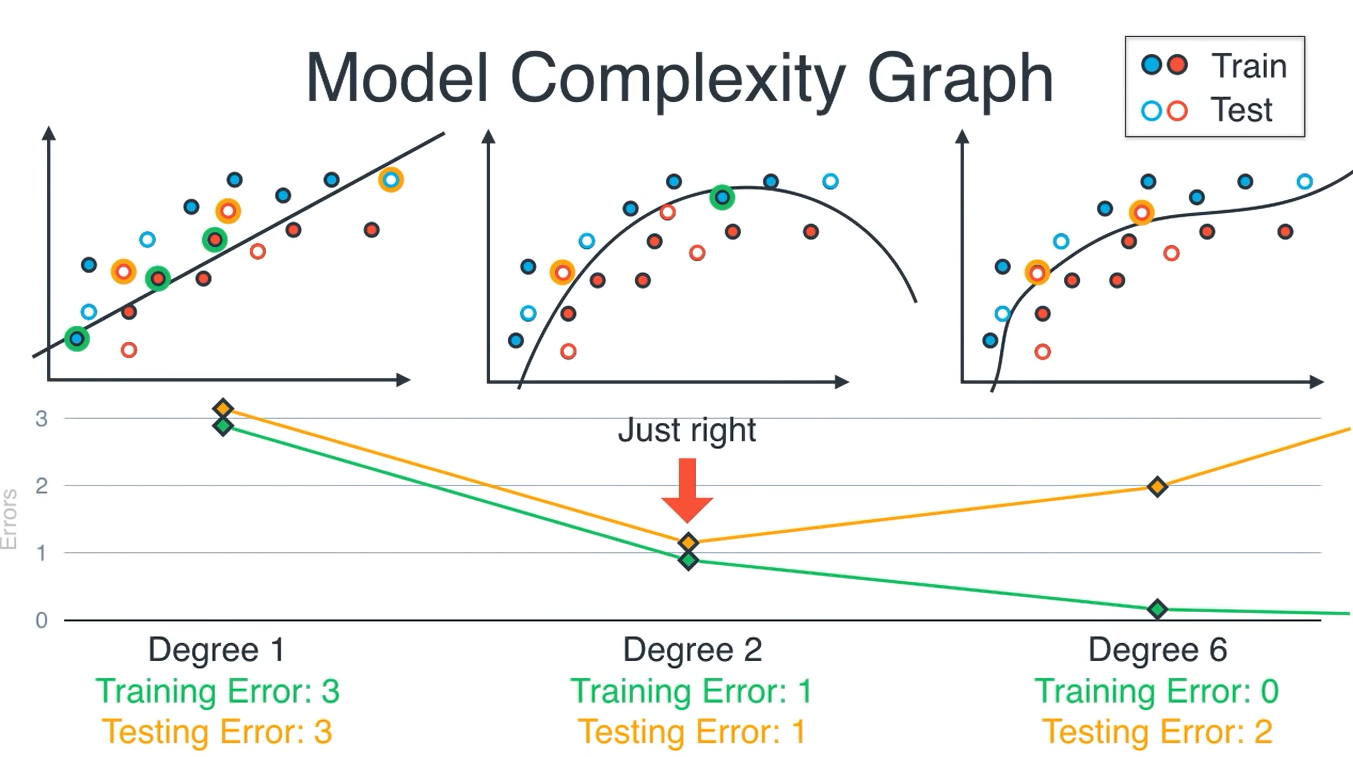 Model Complexity Graph
Train
Test
3
Just right
2
Errors
1
0
Degree 1
Degree 2
Degree 6
Training Error: 3
Training Error: 1
Training Error: 0
Testing Error: 3
Testing Error: 1
Testing Error: 2